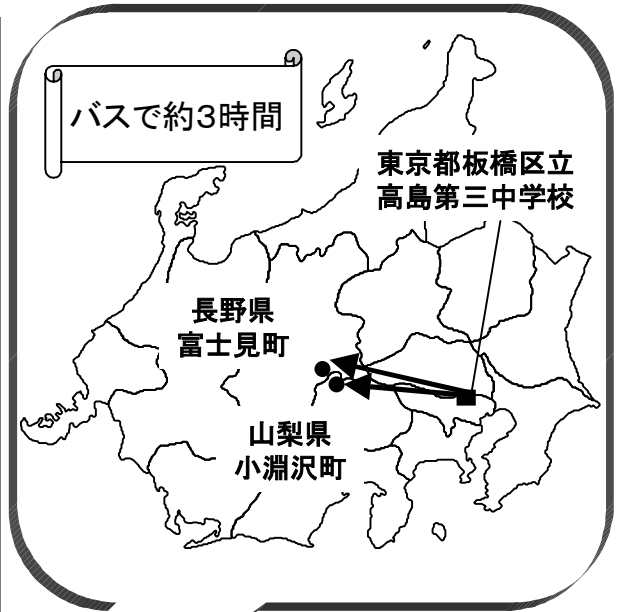 バスで約３時間
東京都板橋区立
高島第三中学校
長野県
富士見町
山梨県
小淵沢町